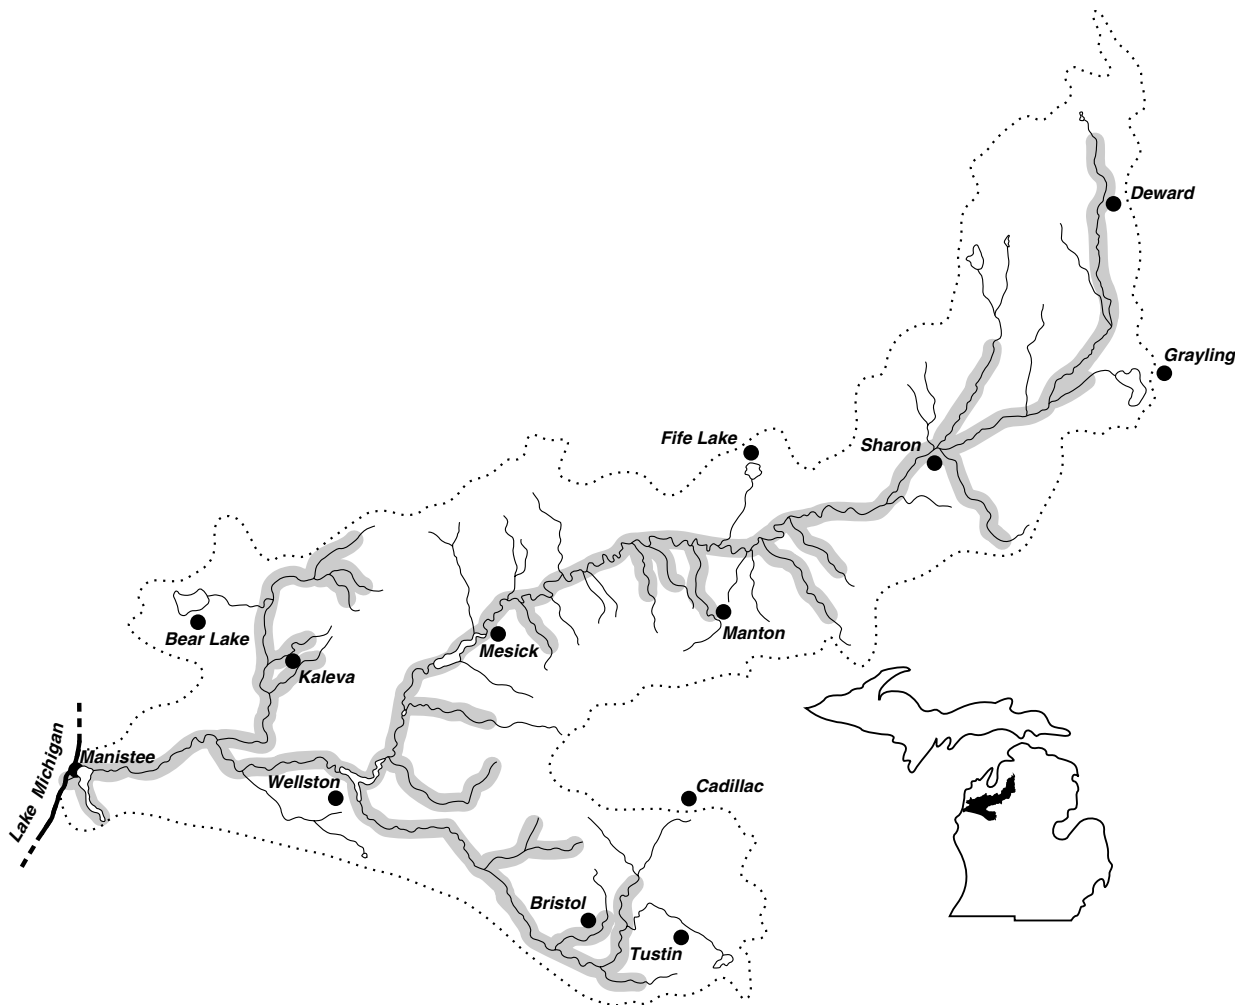 Deward
Grayling
Fife Lake
Sharon
Bear Lake
Manton
Mesick
Kaleva
Lake Michigan
Manistee
Wellston
Cadillac
Bristol
Tustin